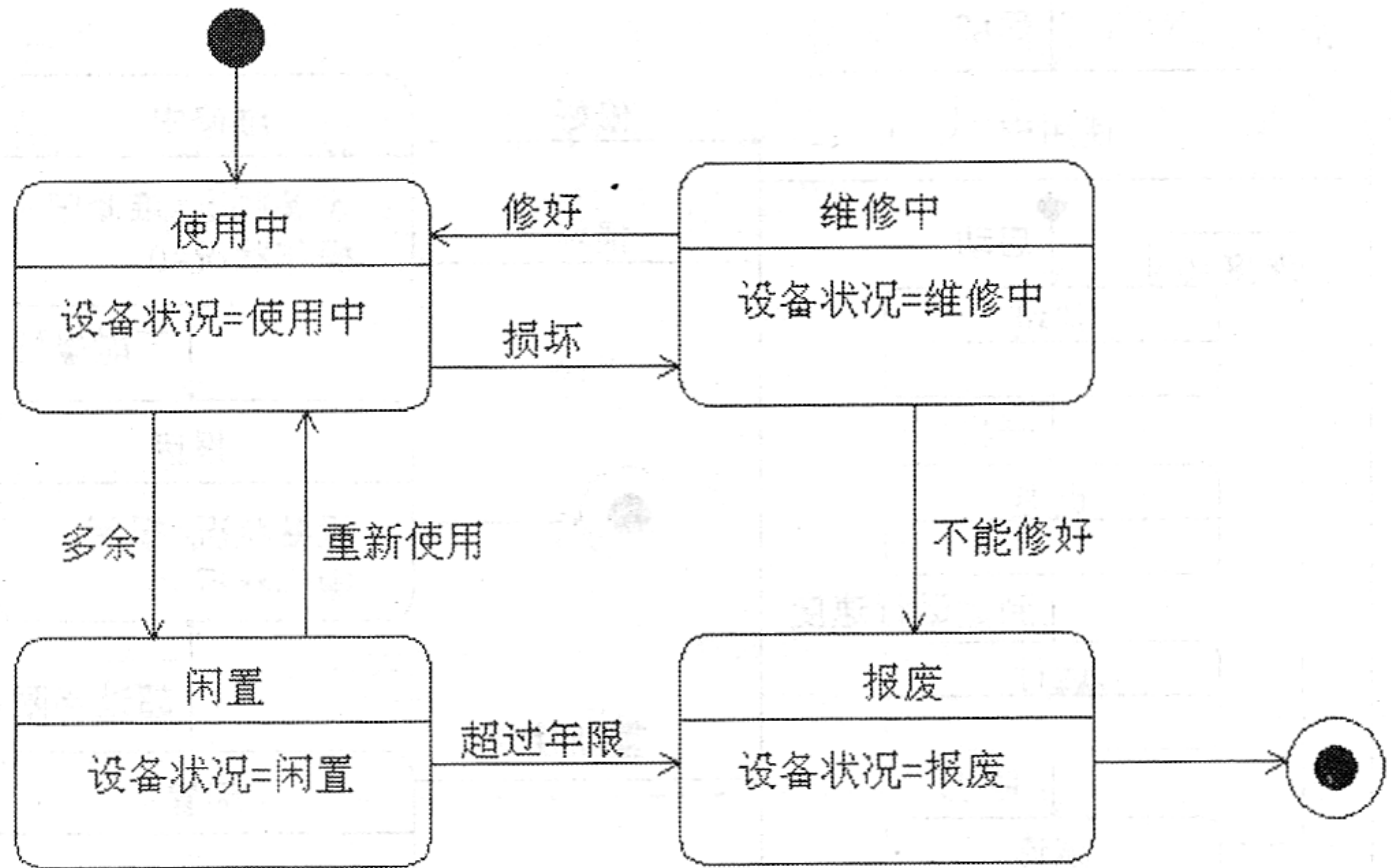 使用中
设备状况=使用中
修好
损坏
维修中
设备状况=维修中
多余
重新使用
不能修好
闲置
设备状况=闲置
超过年限
报废
设备状况=报废